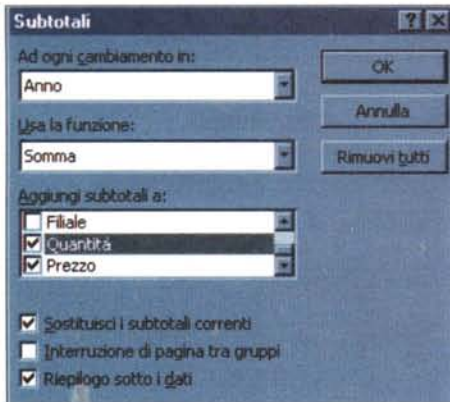 Subtotali
Ad ogni cambiamento in:
Anno
OK
Annulla
Usa la funzione:
Somma
Rimuovi tutti
Aggiungi subtotali a:
Filiale
Quantità
Prezzo
Sostituisci i subtotali correnti
Interruzione di pagina tra gruppi
Riepilogo sotto i dati